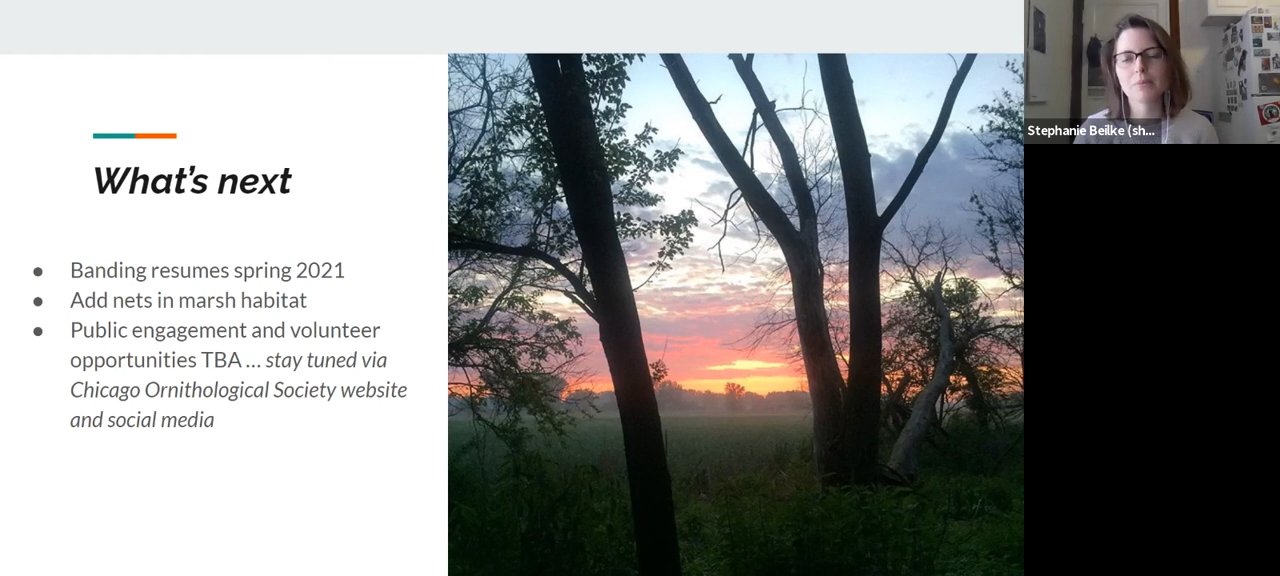 What's next
● Banding resumes spring 2021
● Add nets in marsh habitat
● Public engagement and volunteer
opportunities TBA ... stay tuned via
Chicago Ornithological Society website
and social media
Stephanie Beilke (sh...